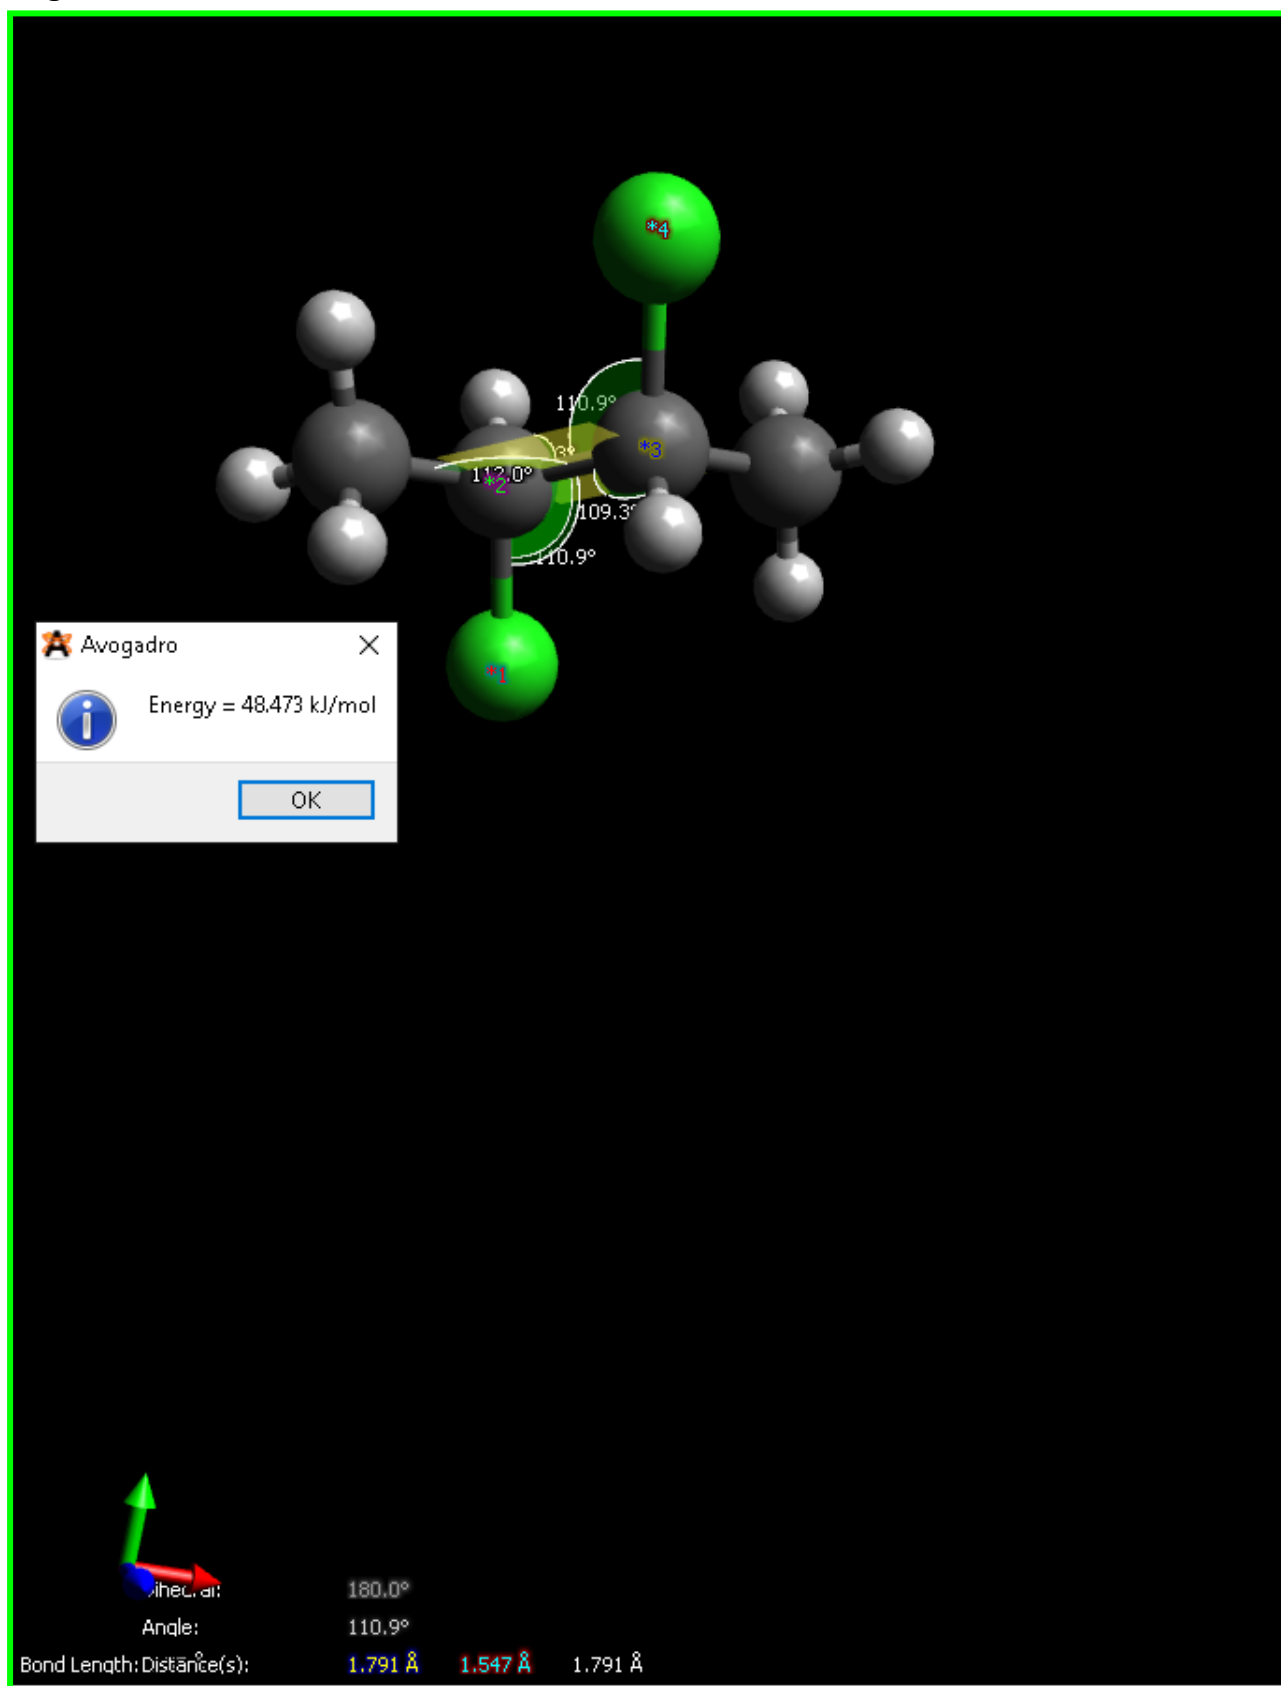 *4
110.9°
3°
*3
112.0°
*2
109.3°
110.9°
*1
Avogadro
Energy = 48.473 kJ/mol
OK
180.0°
Angle: 110.9°
Bond Length: Distance(s): 1.791 Å 1.547 Å 1.791 Å